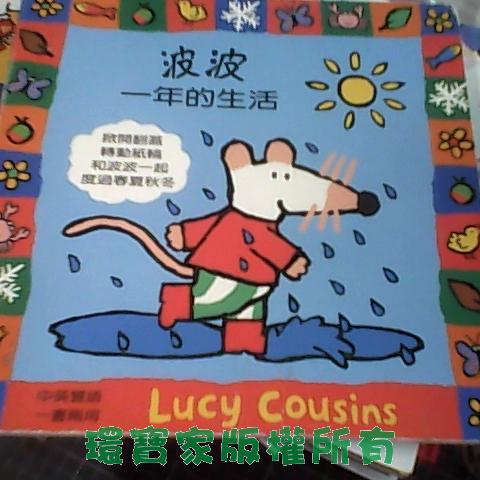 波波
一年的生活
掀開翻滿
轉動紙輪
和波波一起
度過春夏秋冬
中英雙語
一書兩用
Lucy Cousins
環寶家版權所有